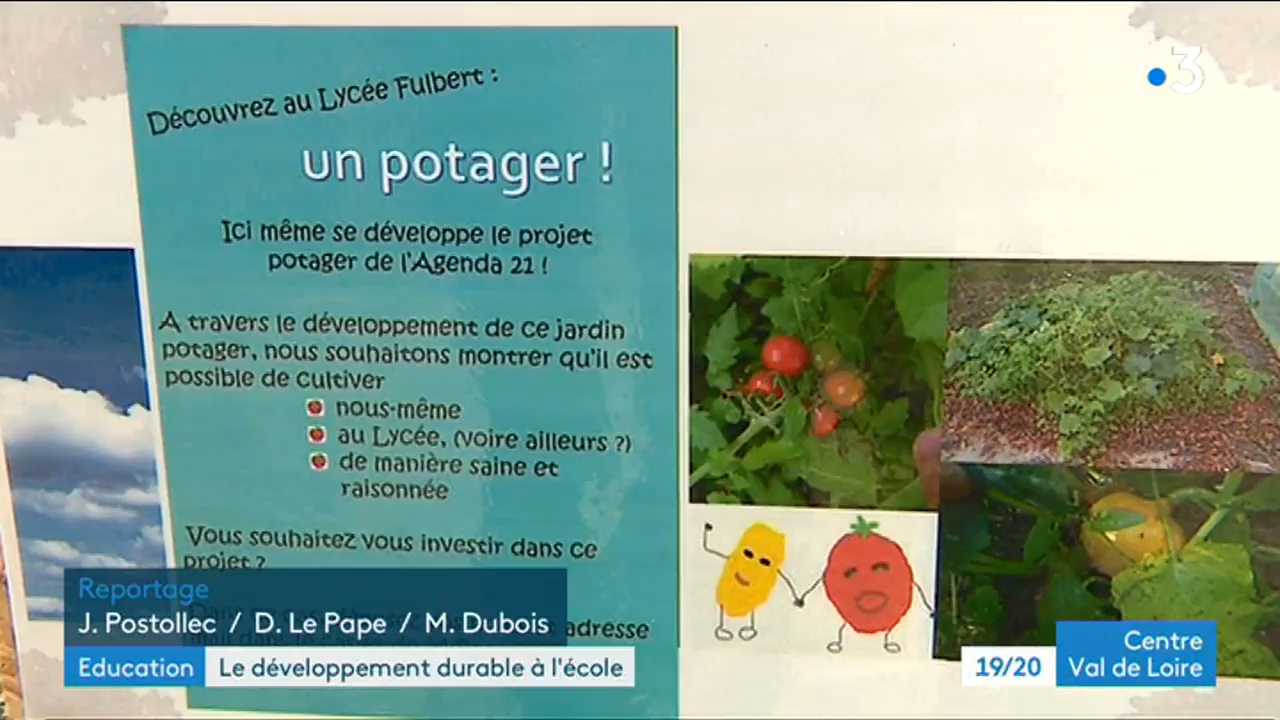 3
Découvrez au Lycée Fulbert :
un potager !
Ici même se développe le projet
potager de l'Agenda 21 !
A travers le développement de ce jardin
potager, nous souhaitons montrer qu'il est
possible de cultiver
nous-même
au Lycée, (voire ailleurs ?)
de manière saine et
raisonnée
Vous souhaitez vous investir dans ce
projet ?
adresse
Reportage
J. Postollec / D. Le Pape / M. Dubois
Education Le développement durable à l'école
19/20
Centre
Val de Loire